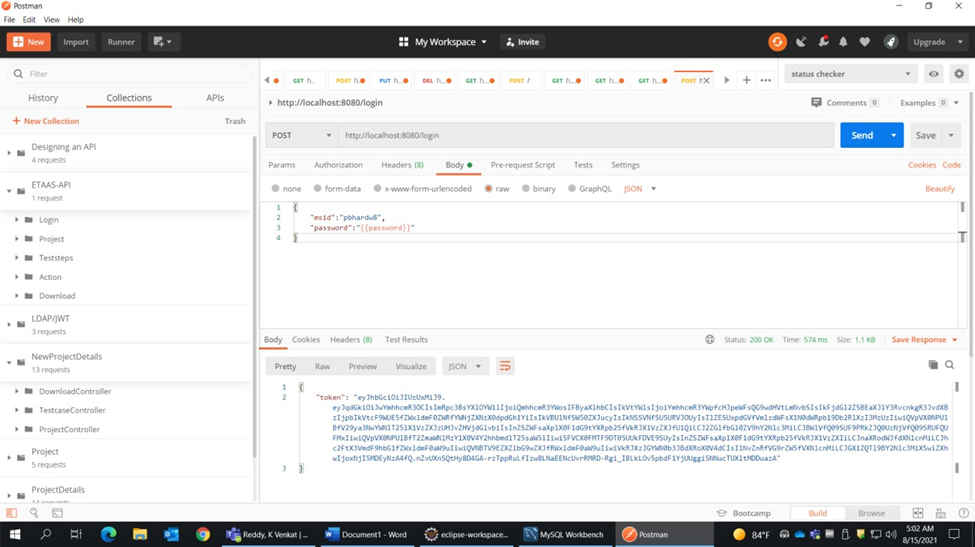 Postman
File Edit View Help
New Import Runner My Workspace Invite Upgrade
Filter
History Collections APIs
New Collection Trash
Designing an API
4 requests
ETAAS-API
1 request
Login
Project
Teststeps
Action
Download
LDAP/JWT
3 requests
NewProjectDetails
13 requests
DownloadController
TestcaseController
ProjectController
Project
5 requests
ProjectDetails
14 requests
GET h.. POST h.. PUT h.. DEL h.. GET h.. POST / GET h.. GET h.. GET h.. POST h status checker
http://localhost:8080/login Comments 0 Examples 0
POST http://localhost:8080/login Send Save
Params Authorization Headers (8) Body Pre-request Script Tests Settings Cookies Code
none form-data x-www-form-urlencoded raw binary GraphQL JSON Beautify
1 {
2 "msid":"pbhardw8",
3 "password":"{{password}}"
4 }
Body Cookies Headers (8) Test Results Status: 200 OK Time: 574 ms Size: 1.1 KB Save Response
Pretty Raw Preview Visualize JSON
1 {
2 "token": "eyJhbGciOiJIUzUxMiJ9.
3 }
Bootcamp Build Browse
Reddy, K Venkat | ... Document1 - Word eclipse-workspace... MySQL Workbench Postman 84°F 5:02 AM
8/15/2021